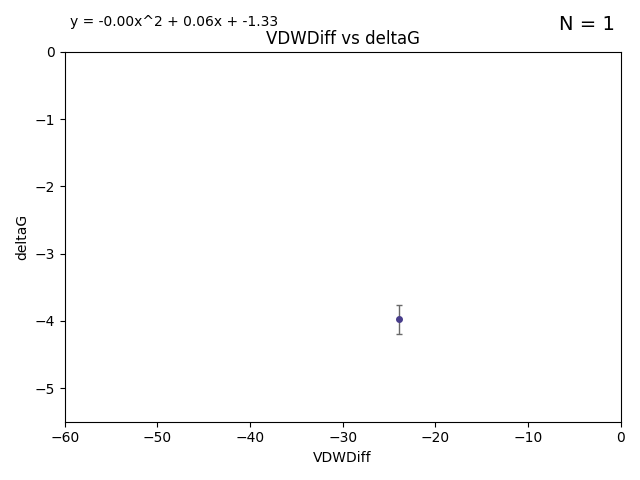 y = -0.00x^2 + 0.06x + -1.33
N = 1
VDWDiff vs deltaG
0
−1
−2
−3
−4
−5
deltaG
−60 −50 −40 −30 −20 −10 0
VDWDiff